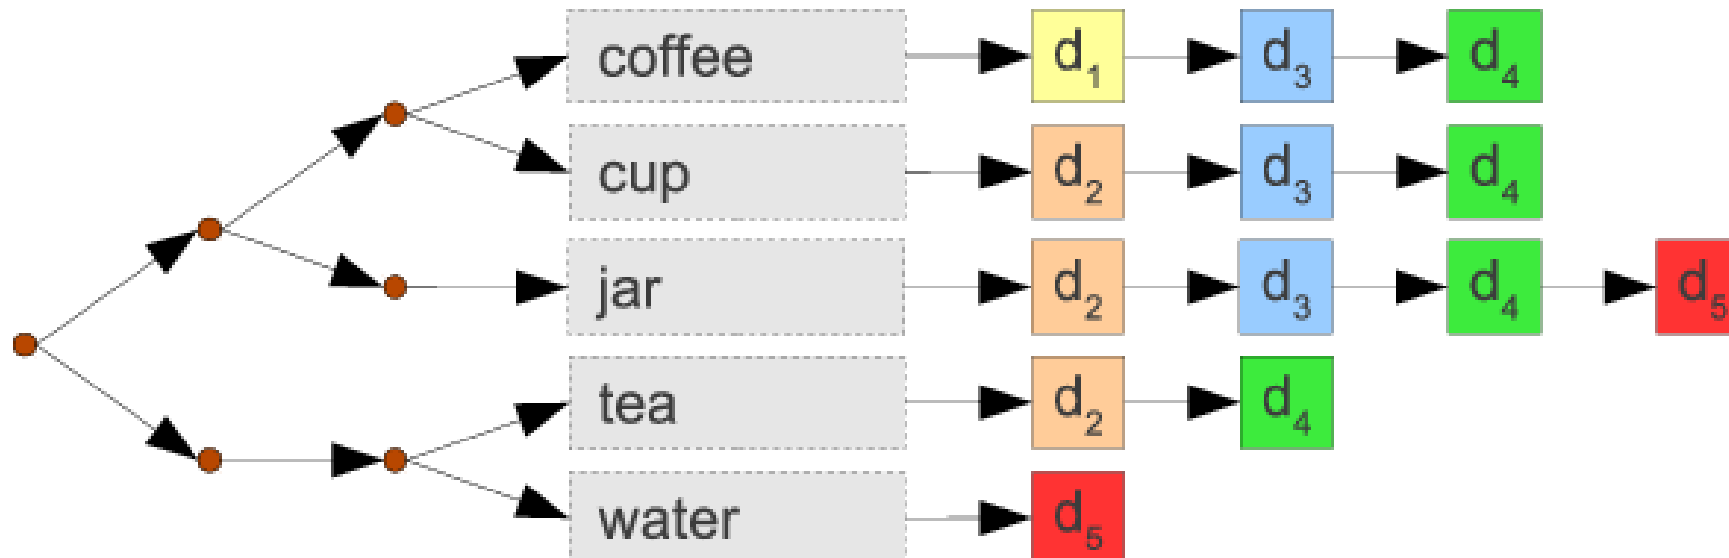 coffee d1 d3 d4
cup d2 d3 d4
jar d2 d3 d4 d5
tea d2 d4
water d5